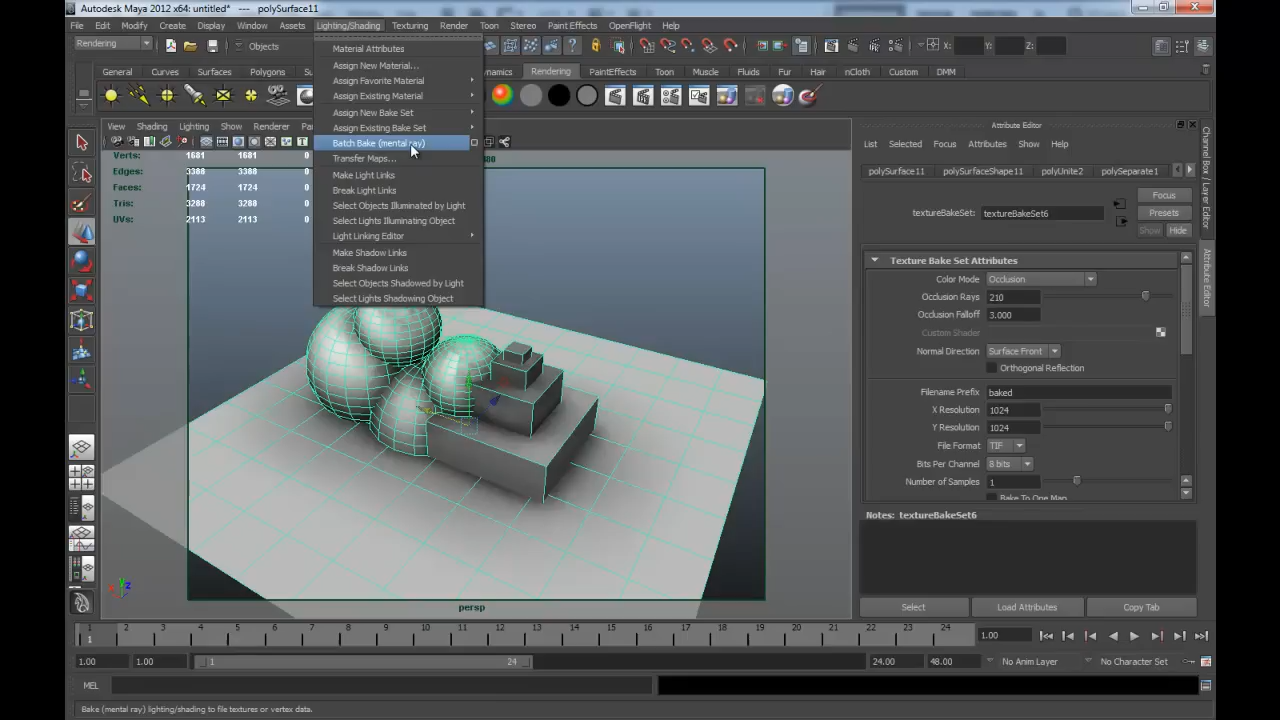 Autodesk Maya 2012 x64: untitled* --- polySurface11
File Edit Modify Create Display Window Assets Lighting/Shading Texturing Render Toon Stereo Paint Effects OpenFlight Help
Rendering Objects X: Y: Z:
General Curves Surfaces Polygons Su namics Rendering PaintEffects Toon Muscle Fluids Fur Hair nCloth Custom DMM
Material Attributes
Assign New Material...
Assign Favorite Material
Assign Existing Material
Assign New Bake Set
Assign Existing Bake Set
Batch Bake (mental ray)
Transfer Maps...
Make Light Links
Break Light Links
Select Objects Illuminated by Light
Select Lights Illuminating Object
Light Linking Editor
Make Shadow Links
Break Shadow Links
Select Objects Shadowed by Light
Select Lights Shadowing Object
View Shading Lighting Show Renderer Pa
Verts: 1681 1681 0
Edges: 3388 3388 0
Faces: 1724 1724 0
Tris: 3288 3288 0
UVs: 2113 2113 0
persp
Attribute Editor
List Selected Focus Attributes Show Help
polySurface11 polySurfaceShape11 polyUnite2 polySeparate1
textureBakeSet: textureBakeSet6
Focus
Presets
Show Hide
Texture Bake Set Attributes
Color Mode Occlusion
Occlusion Rays 210
Occlusion Falloff 3.000
Custom Shader
Normal Direction Surface Front
Orthogonal Reflection
Filename Prefix baked
X Resolution 1024
Y Resolution 1024
File Format TIF
Bits Per Channel 8 bits
Number of Samples 1
Bake To One Map
Notes: textureBakeSet6
Select Load Attributes Copy Tab
Channel Box / Layer Editor
Attribute Editor
1 2 3 4 5 6 7 8 9 10 11 12 13 14 15 16 17 18 19 20 21 22 23 24
1 1.00
1.00 1.00 1 24 24.00 48.00 No Anim Layer No Character Set
MEL
Bake (mental ray) lighting/shading to file textures or vertex data.